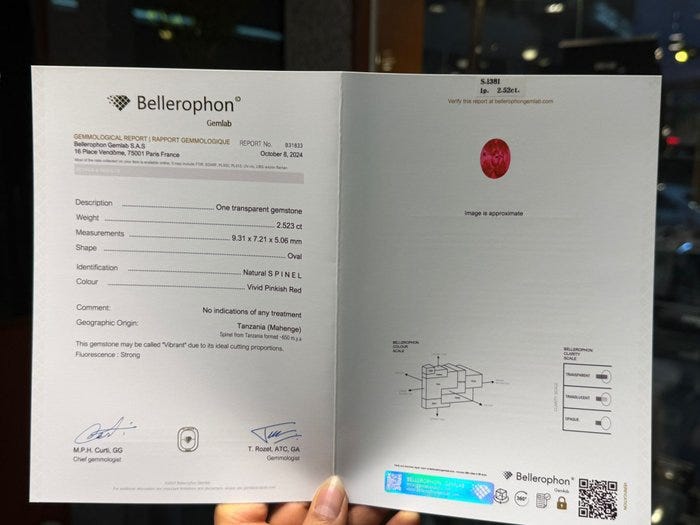 Bellerophon©
Gemlab
GEMMOLOGICAL REPORT | RAPPORT GEMMOLOGIQUE
Bellerophon Gemlab S.A.S
16 Place Vendôme, 75001 Paris France
REPORT No. B31633
October 8, 2024
Description One transparent gemstone
Weight 2.523 ct
Measurements 9.31 x 7.21 x 5.06 mm
Shape Oval
Identification Natural SPINEL
Colour Vivid Pinkish Red
Comment: No indications of any treatment
Geographic Origin: Tanzania (Mahenge)
Spinel from Tanzania formed ~650 m.y.a
This gemstone may be called "Vibrant" due to its ideal cutting proportions.
Fluorescence : Strong
M.P.H. Curti, GG
Chief gemmologist
T. Rozet, ATC, GA
Gemmologist
S.1381
1p. 2.52ct.
Verify this report at bellerophongemlab.com
Image is approximate
BELLEROPHON
COLOUR
SCALE
BELLEROPHON
CLARITY
SCALE
CLARITY SCALE
TRANSPARENT
TRANSLUCENT
OPAQUE
BELLEROPHON GEMLAB
Bellerophon©
Gemlab
360°